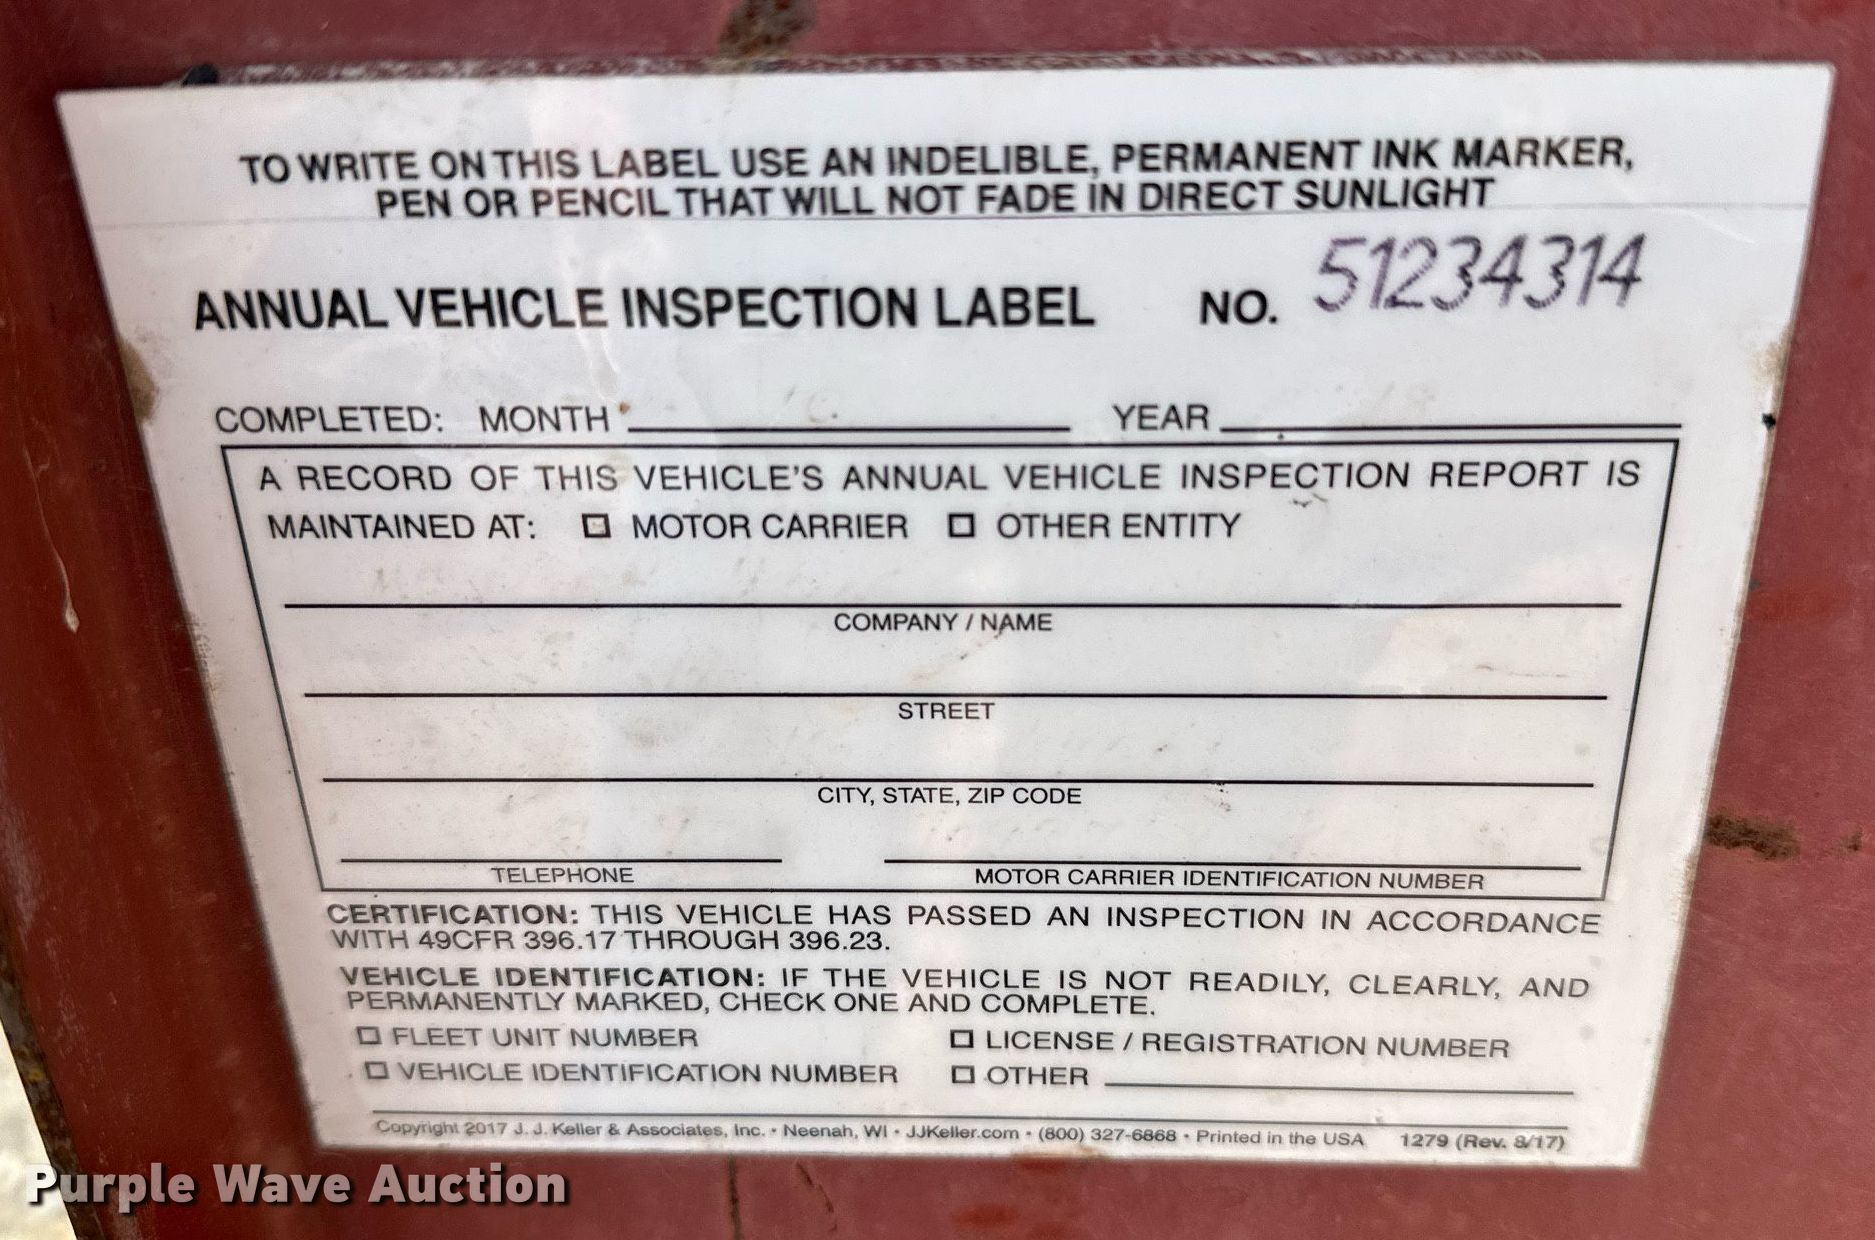 TO WRITE ON THIS LABEL USE AN INDELIBLE, PERMANENT INK MARKER,
PEN OR PENCIL THAT WILL NOT FADE IN DIRECT SUNLIGHT
ANNUAL VEHICLE INSPECTION LABEL NO. 51234314
COMPLETED: MONTH YEAR
A RECORD OF THIS VEHICLE'S ANNUAL VEHICLE INSPECTION REPORT IS
MAINTAINED AT: ☐ MOTOR CARRIER ☐ OTHER ENTITY
COMPANY / NAME
STREET
CITY, STATE, ZIP CODE
TELEPHONE MOTOR CARRIER IDENTIFICATION NUMBER
CERTIFICATION: THIS VEHICLE HAS PASSED AN INSPECTION IN ACCORDANCE
WITH 49CFR 396.17 THROUGH 396.23.
VEHICLE IDENTIFICATION: IF THE VEHICLE IS NOT READILY, CLEARLY, AND
PERMANENTLY MARKED, CHECK ONE AND COMPLETE.
☐ FLEET UNIT NUMBER ☐ LICENSE / REGISTRATION NUMBER
☐ VEHICLE IDENTIFICATION NUMBER ☐ OTHER
Copyright 2017 J. J. Keller & Associates, Inc. • Neenah, WI • JJKeller.com • (800) 327-6868 • Printed in the USA 1279 (Rev. 8/17)
Purple Wave Auction